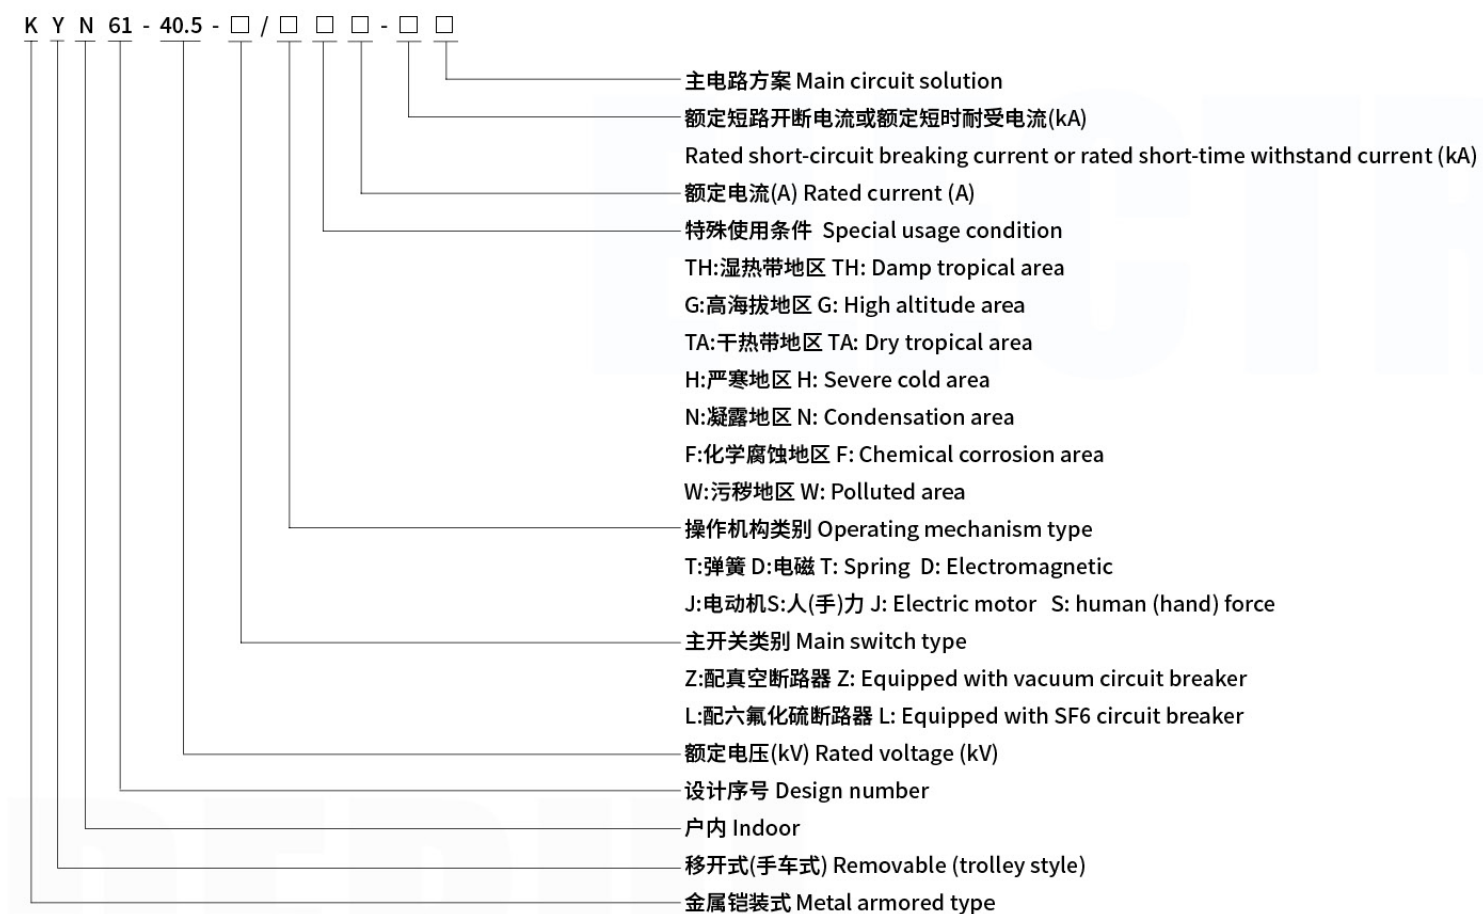 K Y N 61 - 40.5 - □ / □ □ □ - □ □
主电路方案 Main circuit solution
额定短路开断电流或额定短时耐受电流(kA)
Rated short-circuit breaking current or rated short-time withstand current (kA)
额定电流(A) Rated current (A)
特殊使用条件 Special usage condition
TH:湿热带地区 TH: Damp tropical area
G:高海拔地区 G: High altitude area
TA:干热带地区 TA: Dry tropical area
H:严寒地区 H: Severe cold area
N:凝露地区 N: Condensation area
F:化学腐蚀地区 F: Chemical corrosion area
W:污秽地区 W: Polluted area
操作机构类别 Operating mechanism type
T:弹簧 D:电磁 T: Spring D: Electromagnetic
J:电动机S:人(手)力 J: Electric motor S: human (hand) force
主开关类别 Main switch type
Z:配真空断路器 Z: Equipped with vacuum circuit breaker
L:配六氟化硫断路器 L: Equipped with SF6 circuit breaker
额定电压(kV) Rated voltage (kV)
设计序号 Design number
户内 Indoor
移开式(手车式) Removable (trolley style)
金属铠装式 Metal armored type